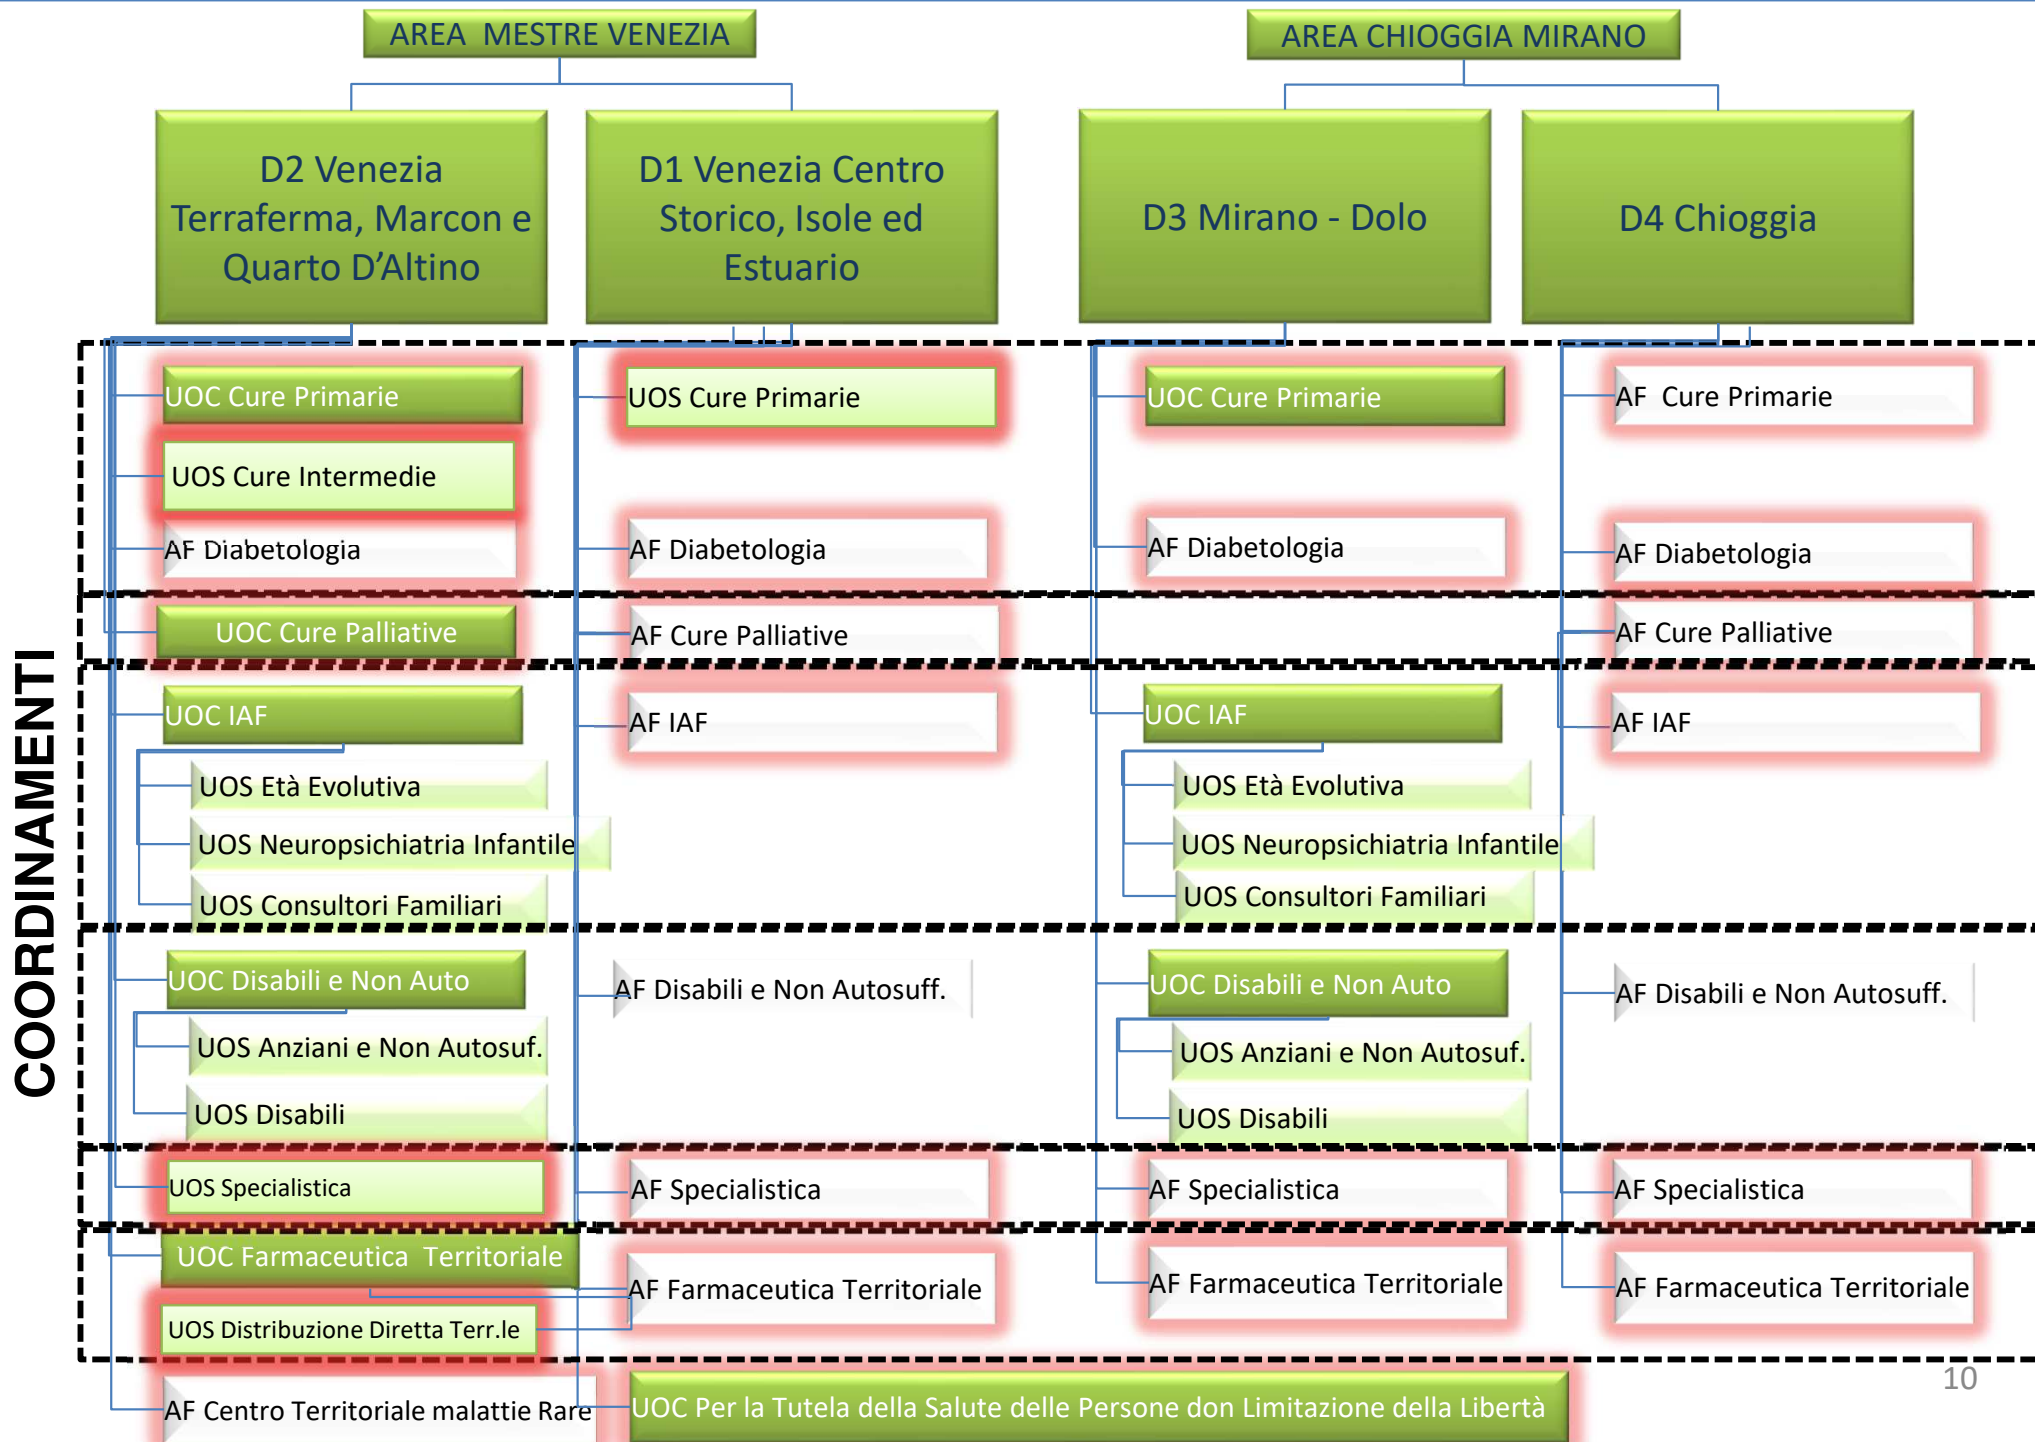 AREA MESTRE VENEZIA
AREA CHIOGGIA MIRANO
D2 Venezia
Terraferma, Marcon e
Quarto D'Altino
D1 Venezia Centro
Storico, Isole ed
Estuario
D3 Mirano - Dolo
D4 Chioggia
COORDINAMENTI
UOC Cure Primarie
UOS Cure Primarie
UOC Cure Primarie
AF Cure Primarie
UOS Cure Intermedie
AF Diabetologia
AF Diabetologia
AF Diabetologia
AF Diabetologia
UOC Cure Palliative
AF Cure Palliative
AF Cure Palliative
UOC IAF
AF IAF
UOC IAF
AF IAF
UOS Età Evolutiva
UOS Età Evolutiva
UOS Neuropsichiatria Infantile
UOS Neuropsichiatria Infantile
UOS Consultori Familiari
UOS Consultori Familiari
UOC Disabili e Non Auto
AF Disabili e Non Autosuff.
UOC Disabili e Non Auto
AF Disabili e Non Autosuff.
UOS Anziani e Non Autosuf.
UOS Anziani e Non Autosuf.
UOS Disabili
UOS Disabili
UOS Specialistica
AF Specialistica
AF Specialistica
AF Specialistica
UOC Farmaceutica Territoriale
AF Farmaceutica Territoriale
AF Farmaceutica Territoriale
AF Farmaceutica Territoriale
UOS Distribuzione Diretta Terr.le
AF Centro Territoriale malattie Rare
UOC Per la Tutela della Salute delle Persone don Limitazione della Libertà
10